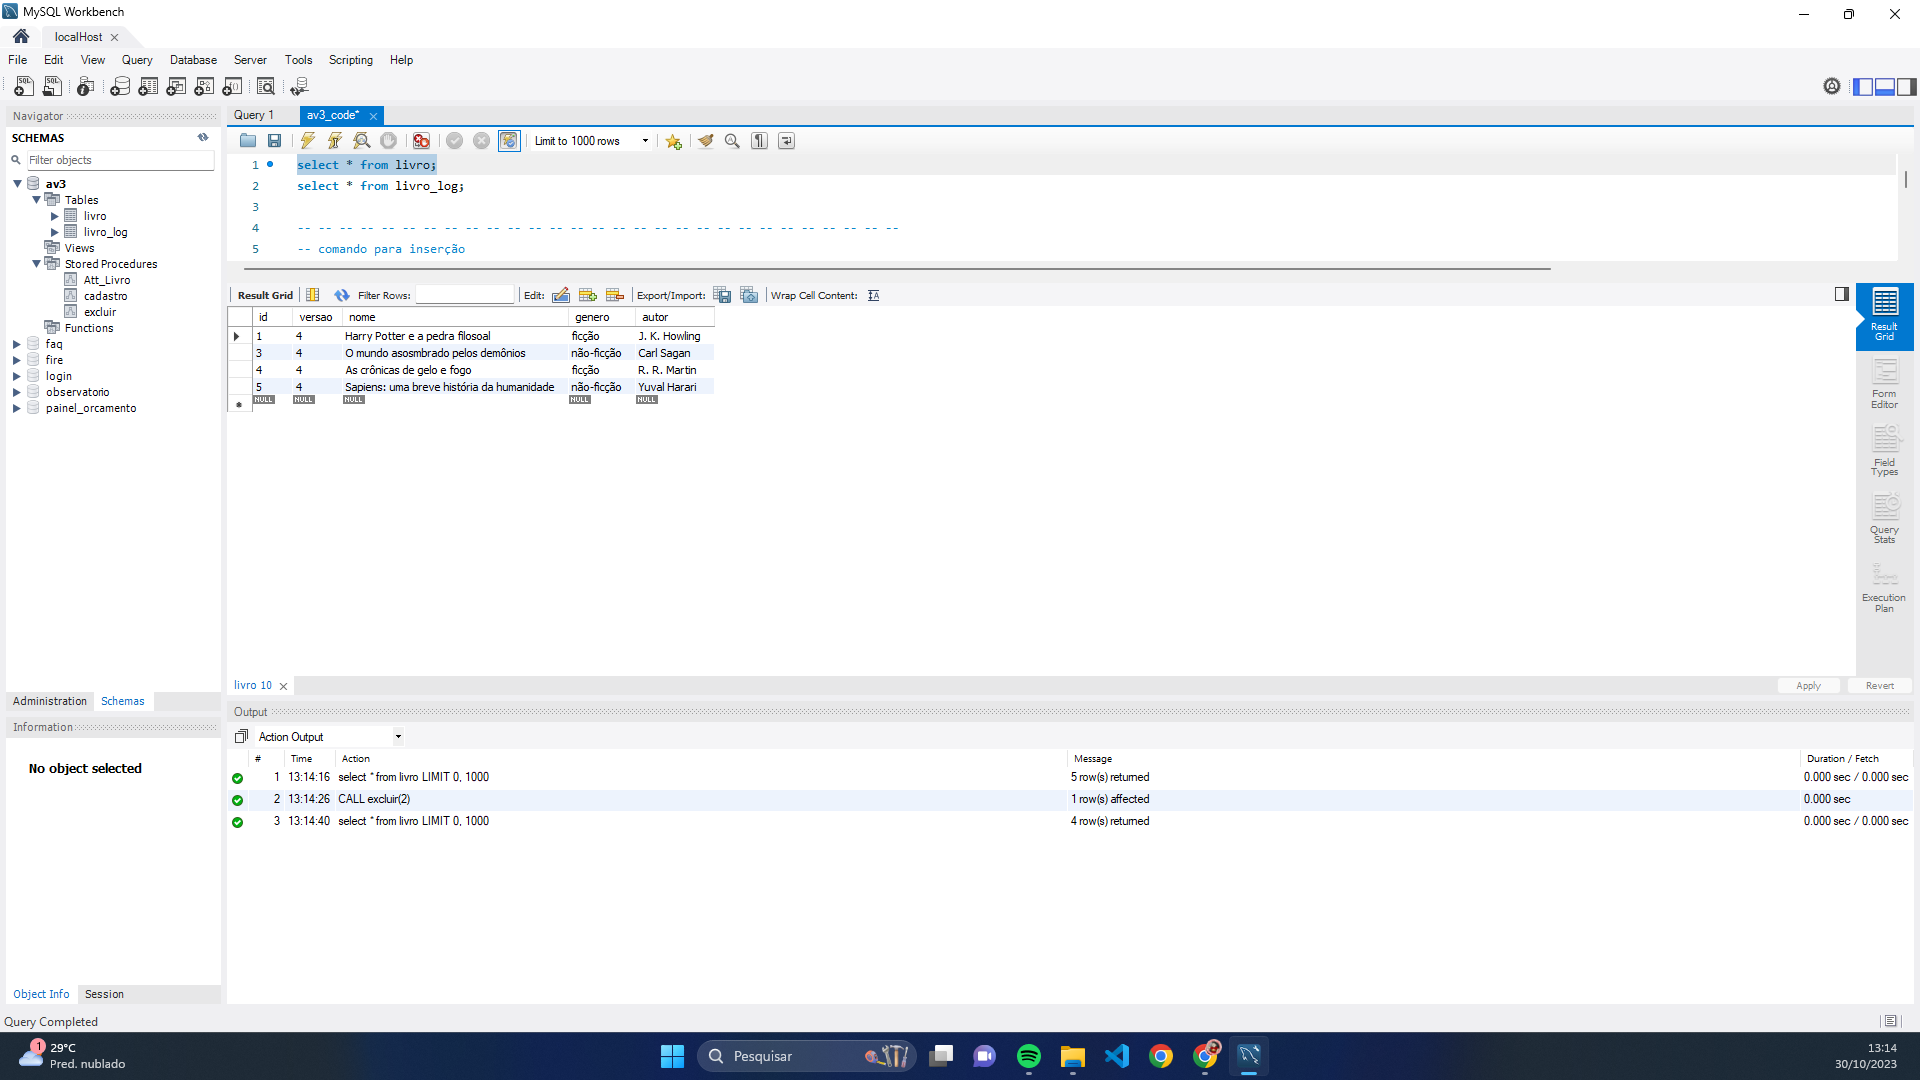 MySQL Workbench
localHost
File Edit View Query Database Server Tools Scripting Help
Navigator
SCHEMAS
Filter objects
av3
Tables
livro
livro_log
Views
Stored Procedures
Att_Livro
cadastro
excluir
Functions
faq
fire
login
observatorio
painel_orcamento
Administration Schemas
Information
No object selected
Object Info Session
Query Completed
Query 1 av3_code*
Limit to 1000 rows
1 select * from livro;
2 select * from livro_log;
3
4 -- -- -- -- -- -- -- -- -- -- -- -- -- -- -- -- -- -- -- -- -- -- -- -- -- -- -- -- --
5 -- comando para inserção
Result Grid Filter Rows: Edit: Export/Import: Wrap Cell Content:
id versao nome genero autor
1 4 Harry Potter e a pedra filosoal ficção J. K. Howling
3 4 O mundo asosmbrado pelos demônios não-ficção Carl Sagan
4 4 As crônicas de gelo e fogo ficção R. R. Martin
5 4 Sapiens: uma breve história da humanidade não-ficção Yuval Harari
NULL NULL NULL NULL NULL
Result
Grid
Form
Editor
Field
Types
Query
Stats
Execution
Plan
livro 10
Apply Revert
Output
Action Output
# Time Action Message Duration / Fetch
1 13:14:16 select * from livro LIMIT 0, 1000 5 row(s) returned 0.000 sec / 0.000 sec
2 13:14:26 CALL excluir(2) 1 row(s) affected 0.000 sec
3 13:14:40 select * from livro LIMIT 0, 1000 4 row(s) returned 0.000 sec / 0.000 sec
1
29°C
Pred. nublado
Pesquisar
13:14
30/10/2023